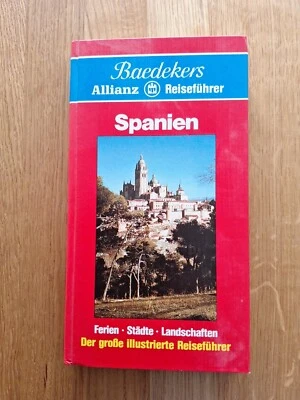 Baedekers
Allianz Reiseführer
Spanien
Ferien · Städte · Landschaften
Der große illustrierte Reiseführer